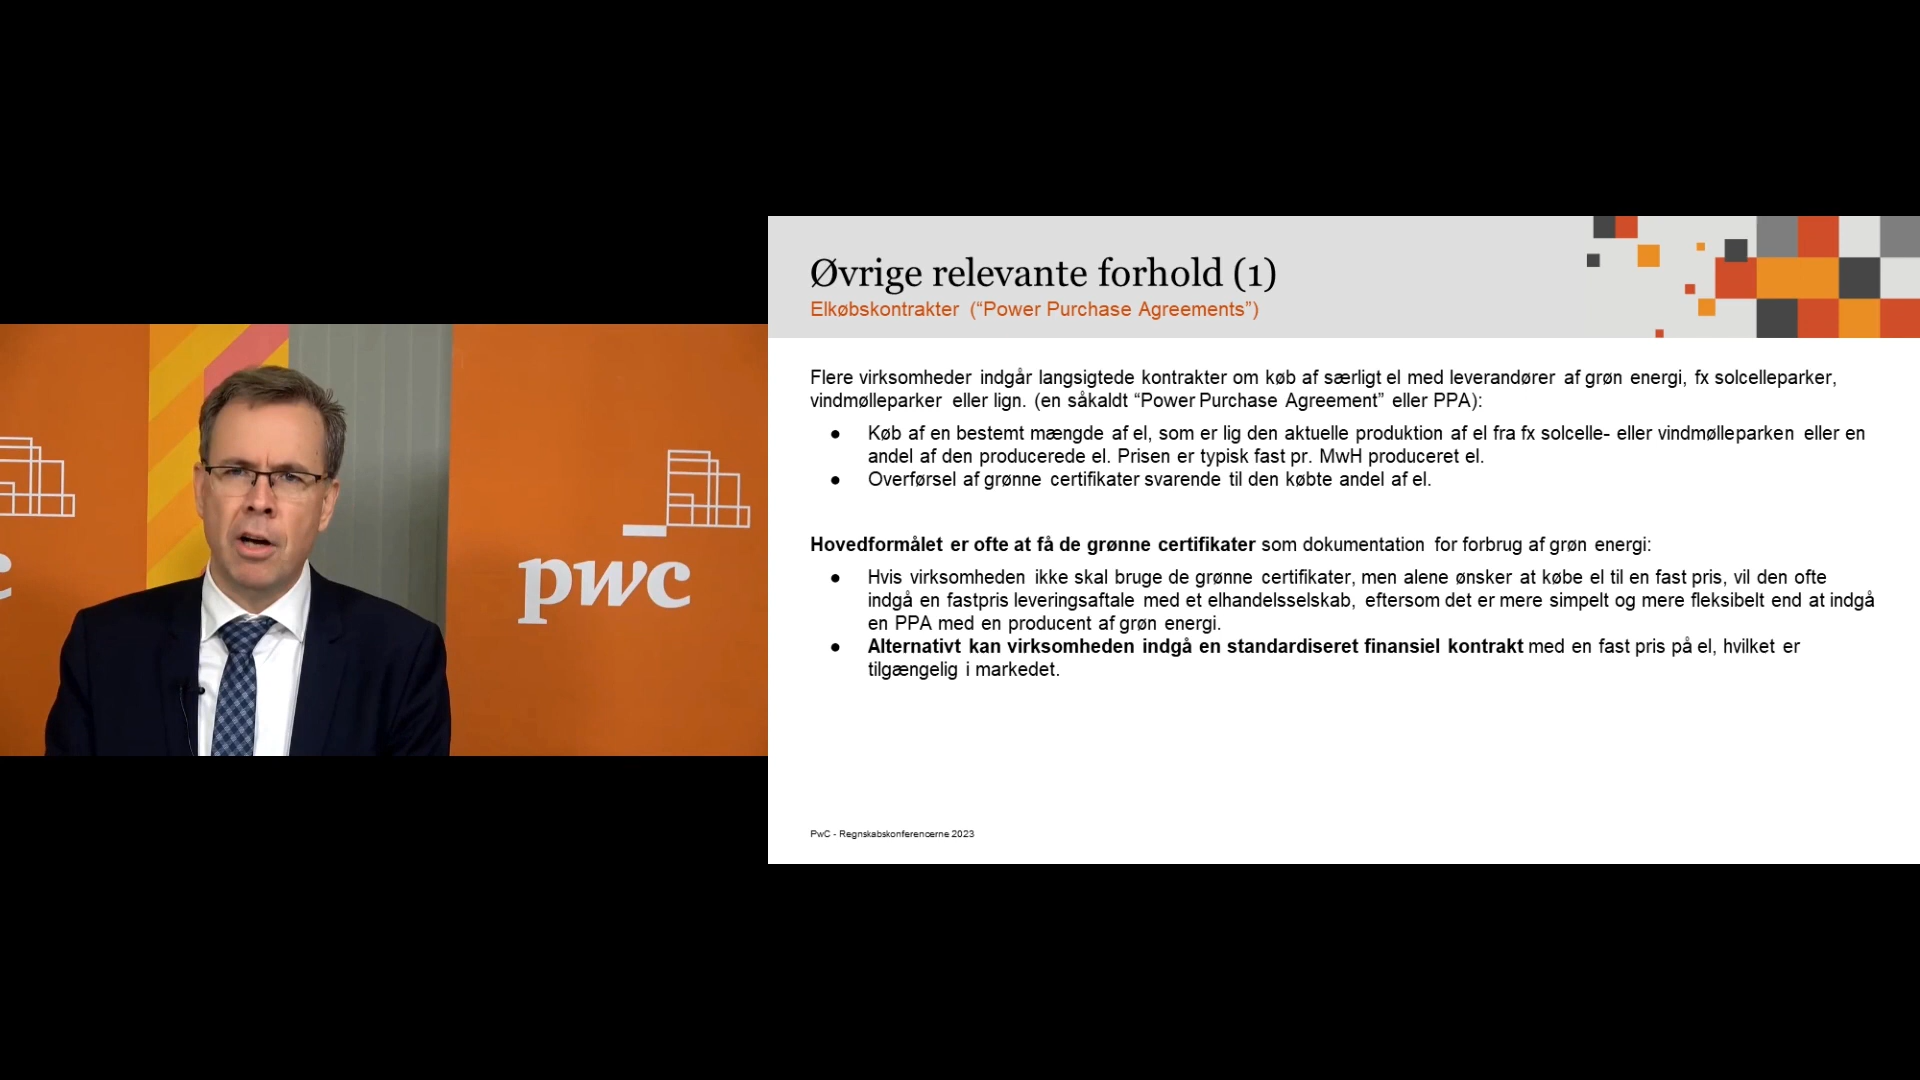 pwc
Øvrige relevante forhold (1)
Elkøbskontrakter (“Power Purchase Agreements”)
Flere virksomheder indgår langsigtede kontrakter om køb af særligt el med leverandører af grøn energi, fx solcelleparker,
vindmølleparker eller lign. (en såkaldt “Power Purchase Agreement” eller PPA):
● Køb af en bestemt mængde af el, som er lig den aktuelle produktion af el fra fx solcelle- eller vindmølleparken eller en
andel af den producerede el. Prisen er typisk fast pr. MwH produceret el.
● Overførsel af grønne certifikater svarende til den købte andel af el.
Hovedformålet er ofte at få de grønne certifikater som dokumentation for forbrug af grøn energi:
● Hvis virksomheden ikke skal bruge de grønne certifikater, men alene ønsker at købe el til en fast pris, vil den ofte
indgå en fastpris leveringsaftale med et elhandelsselskab, eftersom det er mere simpelt og mere fleksibelt end at indgå
en PPA med en producent af grøn energi.
● Alternativt kan virksomheden indgå en standardiseret finansiel kontrakt med en fast pris på el, hvilket er
tilgængelig i markedet.
PwC - Regnskabskonferencerne 2023